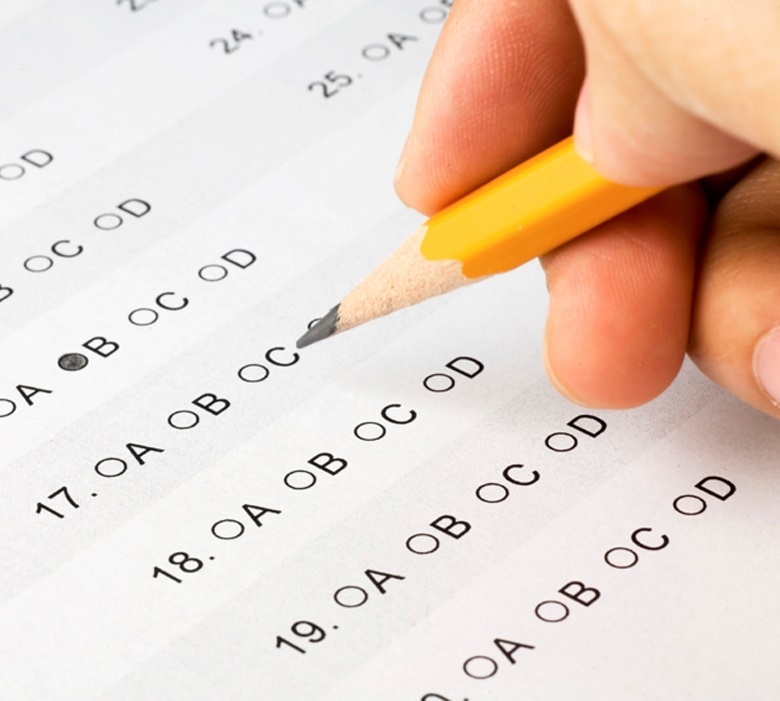 24. A
25. A
D
C D
A B C D
17. A B C
18. A B C D
19. A B C D
A B C D